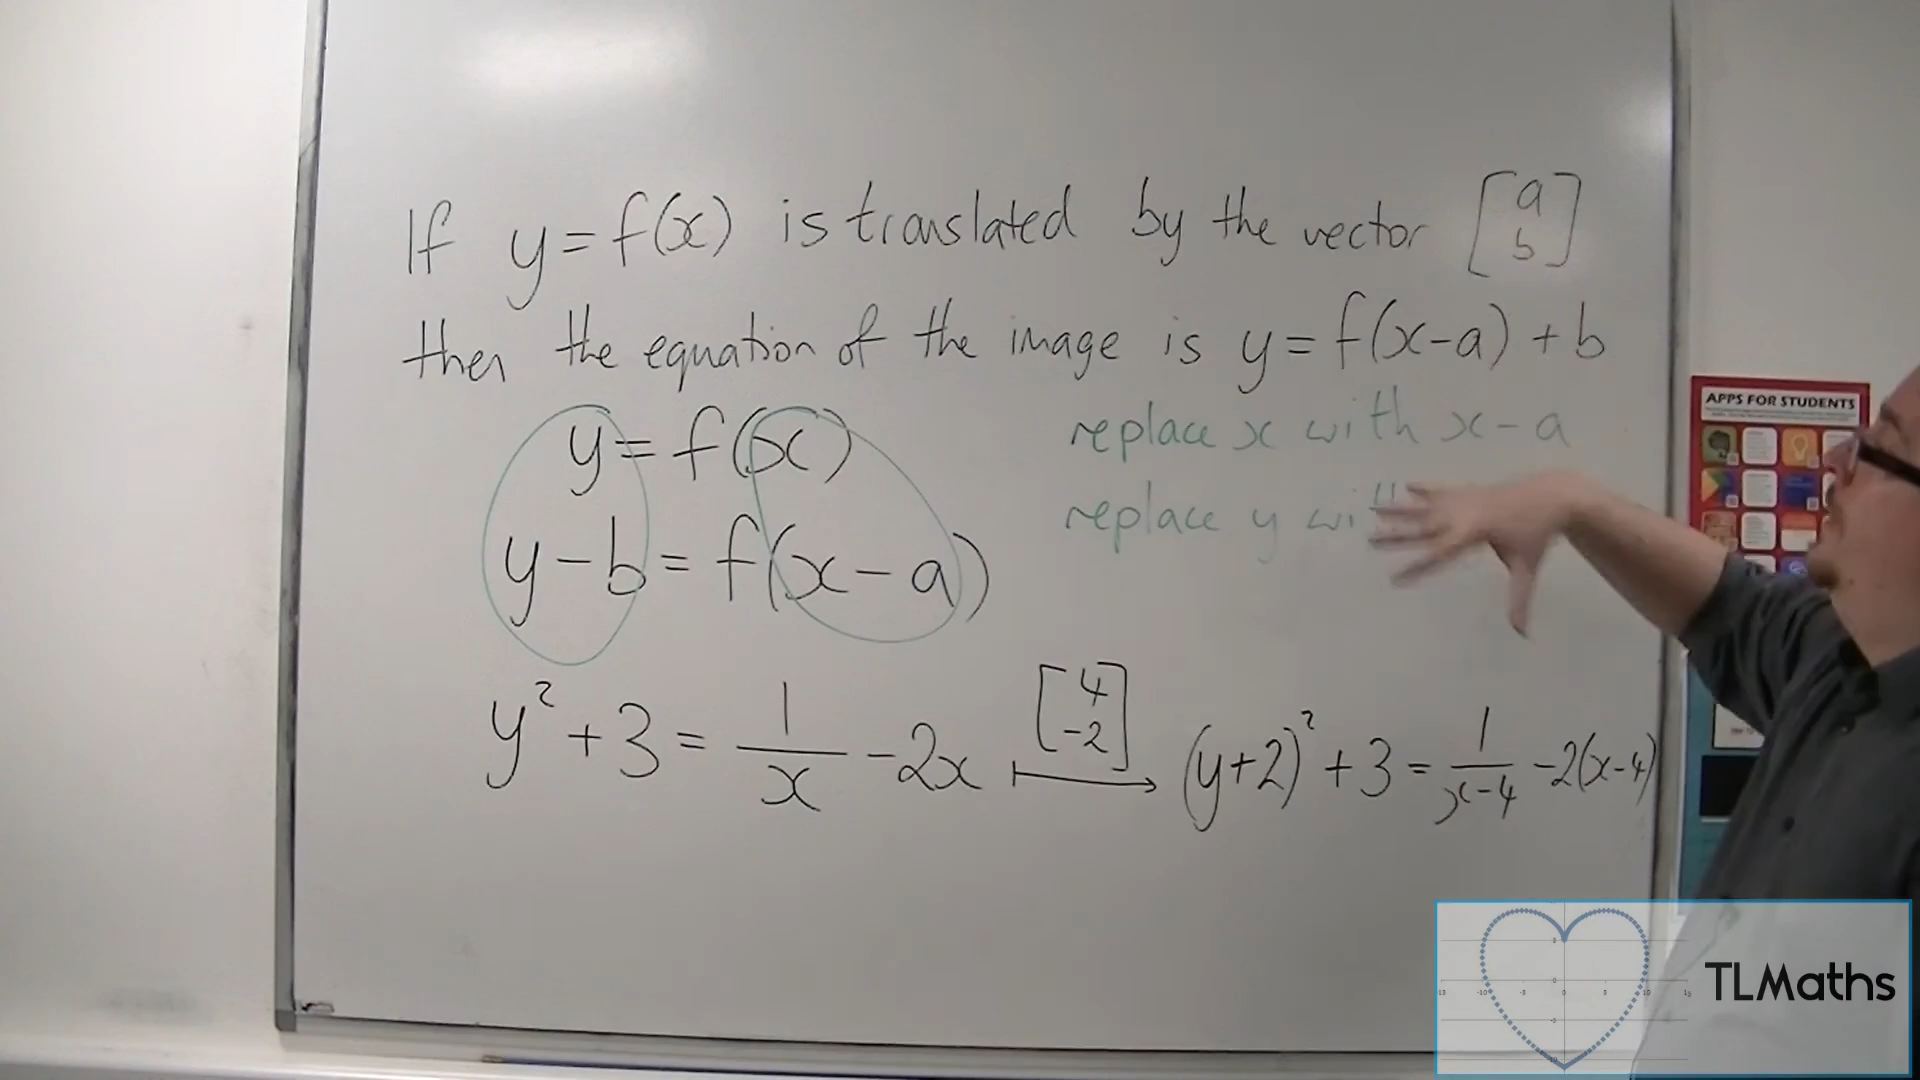 If y = f(x) is translated by the vector [a b]
then the equation of the image is y = f(x-a) + b
y = f(x)
y - b = f(x - a)
replace x with x - a
replace y
y² + 3 = 1/x - 2x [4 -2] ⟼ (y+2)² + 3 = 1/(x-4) - 2(x-4)
APPS FOR STUDENTS
TLMaths